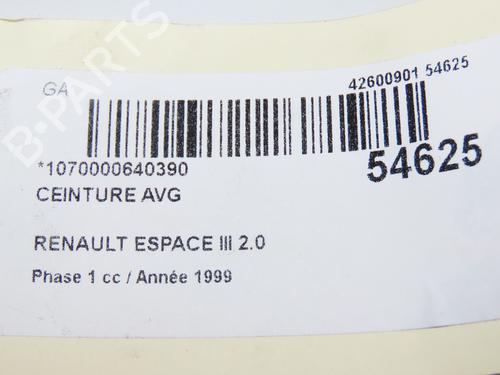 GA
42600901 54625
*1070000640390
54625
CEINTURE AVG
RENAULT ESPACE III 2.0
Phase 1 cc / Année 1999
B-PARTS